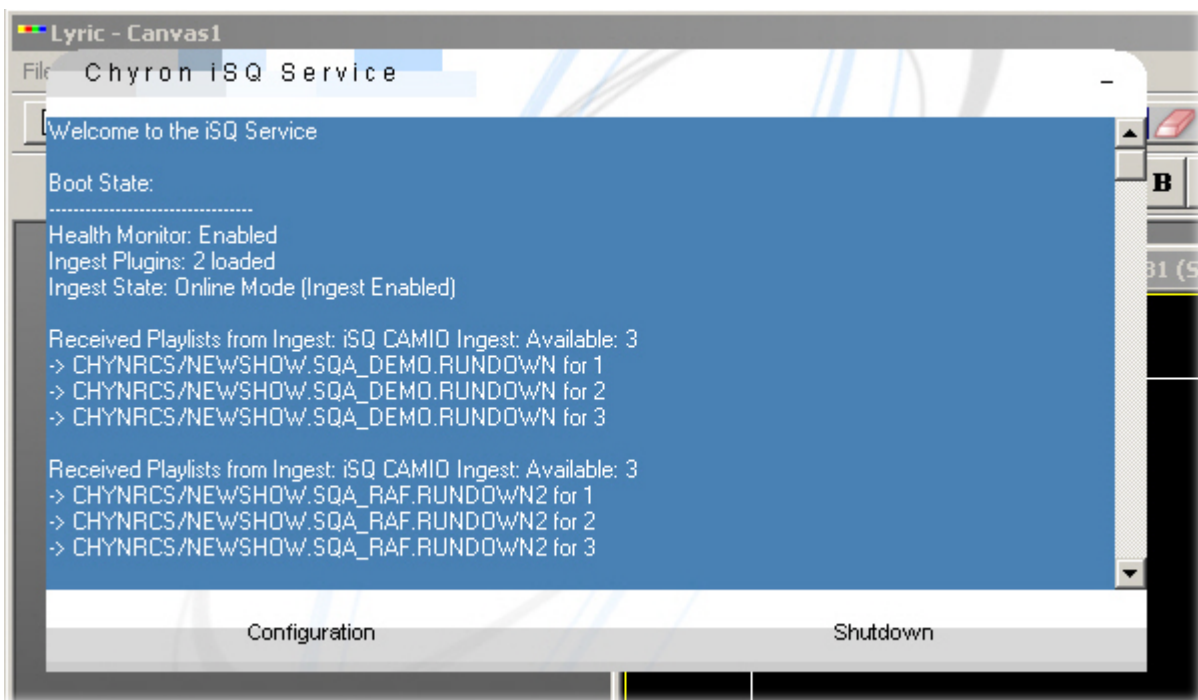 Lyric - Canvas1
File
Chyron iSQ Service
Welcome to the iSQ Service
Boot State:
----------------------------------
Health Monitor: Enabled
Ingest Plugins: 2 loaded
Ingest State: Online Mode (Ingest Enabled)
Received Playlists from Ingest: iSQ CAMIO Ingest: Available: 3
-> CHYNRCS/NEWSHOW.SQA_DEMO.RUNDOWN for 1
-> CHYNRCS/NEWSHOW.SQA_DEMO.RUNDOWN for 2
-> CHYNRCS/NEWSHOW.SQA_DEMO.RUNDOWN for 3
Received Playlists from Ingest: iSQ CAMIO Ingest: Available: 3
-> CHYNRCS/NEWSHOW.SQA_RAF.RUNDOWN2 for 1
-> CHYNRCS/NEWSHOW.SQA_RAF.RUNDOWN2 for 2
-> CHYNRCS/NEWSHOW.SQA_RAF.RUNDOWN2 for 3
B
Configuration Shutdown